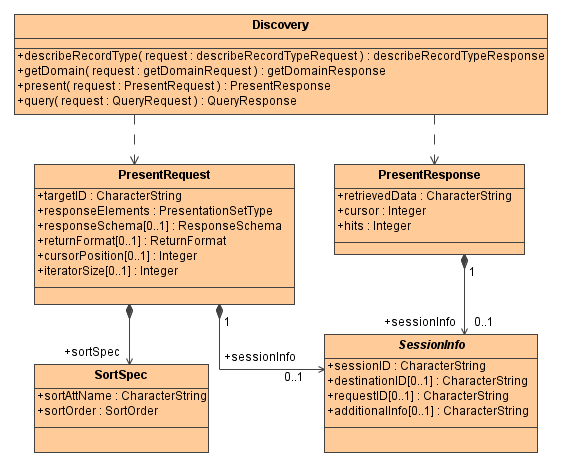 Discovery
+describeRecordType( request : describeRecordTypeRequest ) : describeRecordTypeResponse
+getDomain( request : getDomainRequest ) : getDomainResponse
+present( request : PresentRequest ) : PresentResponse
+query( request : QueryRequest ) : QueryResponse
PresentRequest
+targetID : CharacterString
+responseElements : PresentationSetType
+responseSchema[0..1] : ResponseSchema
+returnFormat[0..1] : ReturnFormat
+cursorPosition[0..1] : Integer
+iteratorSize[0..1] : Integer
PresentResponse
+retrievedData : CharacterString
+cursor : Integer
+hits : Integer
1
1
+sessionInfo
0..1
+sortSpec
+sessionInfo
0..1
SortSpec
+sortAttName : CharacterString
+sortOrder : SortOrder
SessionInfo
+sessionID : CharacterString
+destinationID[0..1] : CharacterString
+requestID[0..1] : CharacterString
+additionalInfo[0..1] : CharacterString